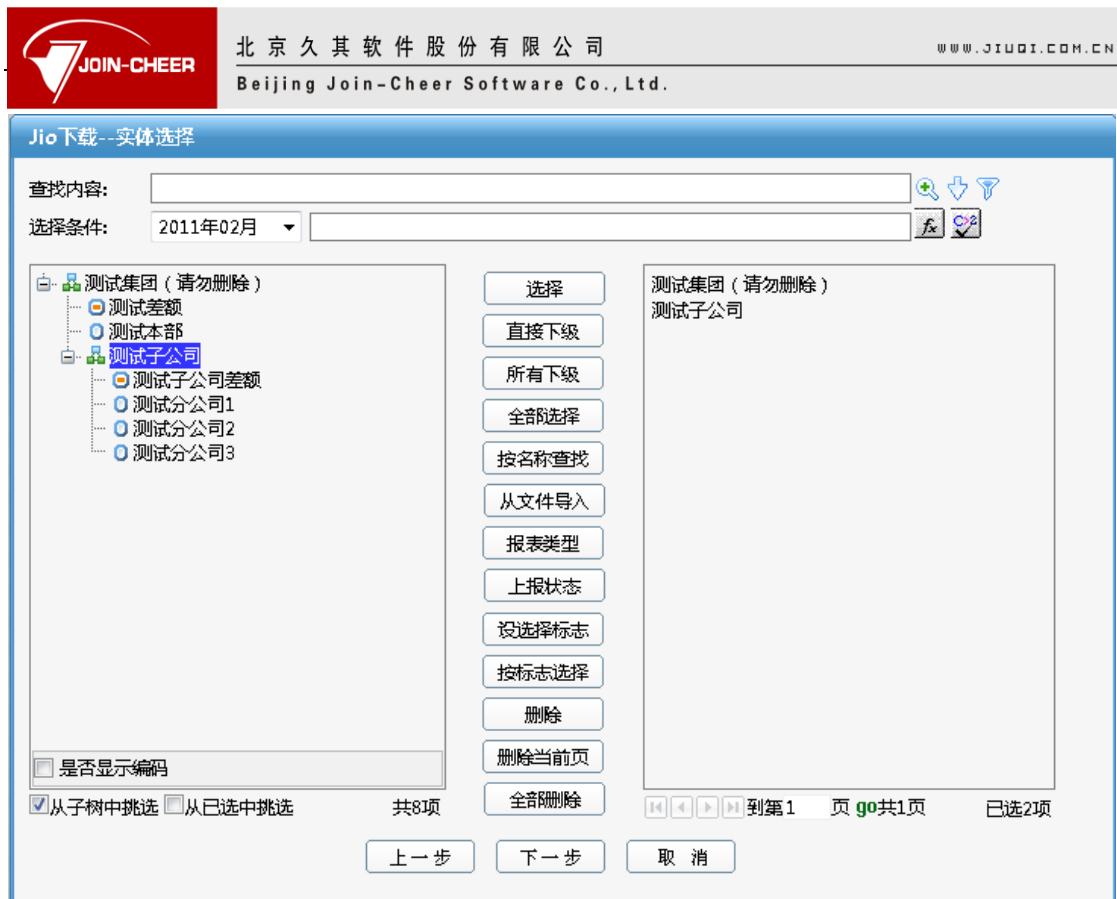 JOIN-CHEER
北京久其软件股份有限公司
WWW.JIUQI.COM.CN
Beijing Join-Cheer Software Co.,Ltd.
Jio下载--实体选择
查找内容:
选择条件: 2011年02月
fx
测试集团(请勿删除)
测试差额
测试本部
测试子公司
测试子公司差额
测试分公司1
测试分公司2
测试分公司3
是否显示编码
从子树中挑选 从已选中挑选 共8项
选择
直接下级
所有下级
全部选择
按名称查找
从文件导入
报表类型
上报状态
设选择标志
按标志选择
删除
删除当前页
全部删除
测试集团(请勿删除)
测试子公司
到第1 页 go共1页 已选2项
上一步 下一步 取 消